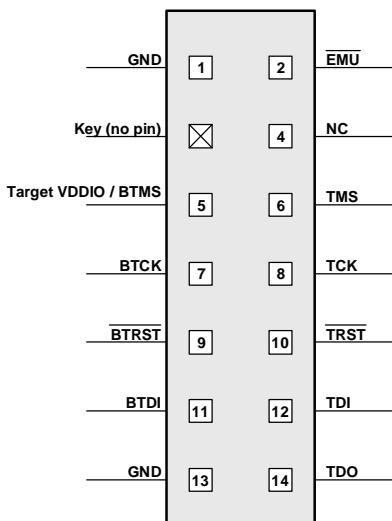 GND 1 2 EMU
Key (no pin) 4 NC
Target VDDIO / BTMS 5 6 TMS
BTCK 7 8 TCK
BTRST 9 10 TRST
BTDI 11 12 TDI
GND 13 14 TDO